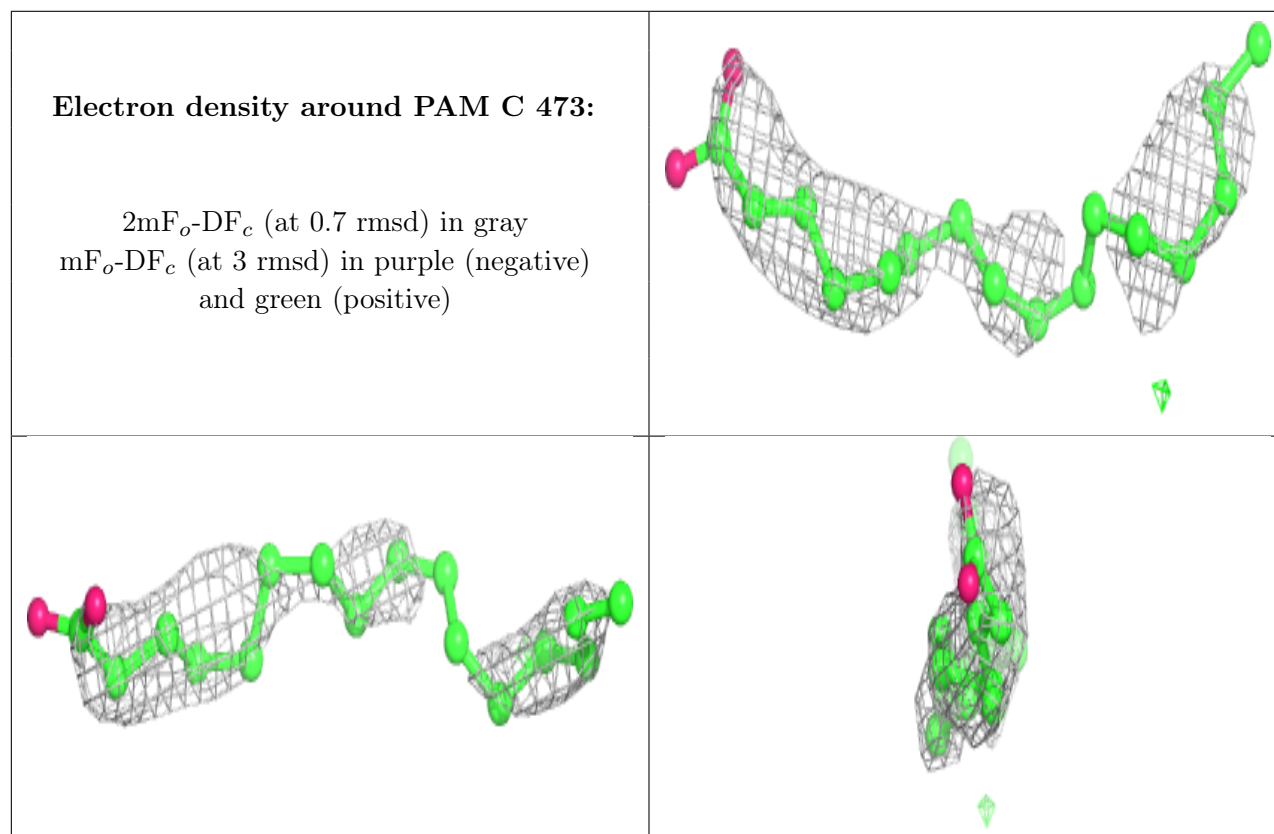 Electron density around PAM C 473:
2mFo-DFc (at 0.7 rmsd) in gray
mFo-DFc (at 3 rmsd) in purple (negative)
and green (positive)